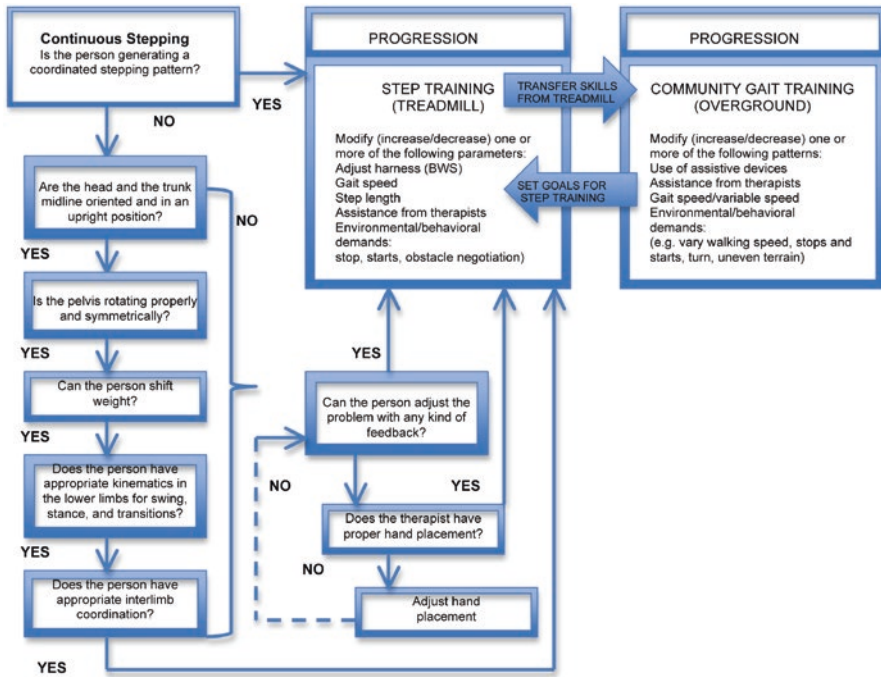 Continuous Stepping
Is the person generating a
coordinated stepping pattern?
YES
NO
Are the head and the trunk
midline oriented and in an
upright position?
NO
YES
Is the pelvis rotating properly
and symmetrically?
YES
Can the person shift
weight?
YES
Does the person have
appropriate kinematics in
the lower limbs for swing,
stance, and transitions?
YES
Does the person have
appropriate interlimb
coordination?
YES
PROGRESSION
STEP TRAINING
(TREADMILL)
Modify (increase/decrease) one or
more of the following parameters:
Adjust harness (BWS)
Gait speed
Step length
Assistance from therapists
Environmental/behavioral
demands:
stop, starts, obstacle negotiation)
TRANSFER SKILLS
FROM TREADMILL
SET GOALS FOR
STEP TRAINING
PROGRESSION
COMMUNITY GAIT TRAINING
(OVERGROUND)
Modify (increase/decrease) one or
more of the following patterns:
Use of assistive devices
Assistance from therapists
Gait speed/variable speed
Environmental/behavioral
demands:
(e.g. vary walking speed, stops and
starts, turn, uneven terrain)
YES
Can the person adjust the
problem with any kind of
feedback?
NO
YES
Does the therapist have
proper hand placement?
NO
Adjust hand
placement